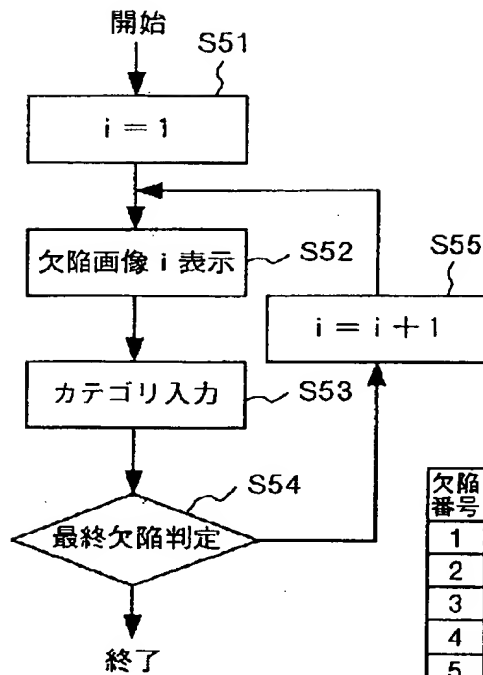 開始
S51
i = 1
欠陥画像 i 表示
S52
S55
i = i + 1
カテゴリ入力
S53
S54
最終欠陥判定
終了
欠陥
番号
1
2
3
4
5